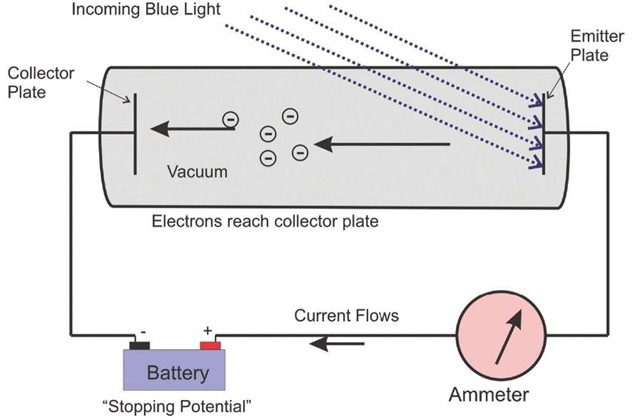 Incoming Blue Light
Emitter
Plate
Collector
Plate
Vacuum
Electrons reach collector plate
Current Flows
- +
Battery
Ammeter
“Stopping Potential”